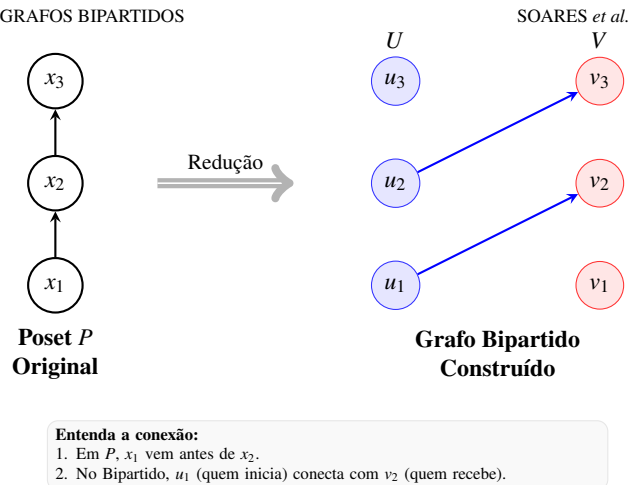 GRAFOS BIPARTIDOS SOARES et al.
U V
x3 u3 v3
Redução
x2 u2 v2
x1 u1 v1
Poset P Grafo Bipartido
Original Construído
Entenda a conexão:
1. Em P, x1 vem antes de x2.
2. No Bipartido, u1 (quem inicia) conecta com v2 (quem recebe).